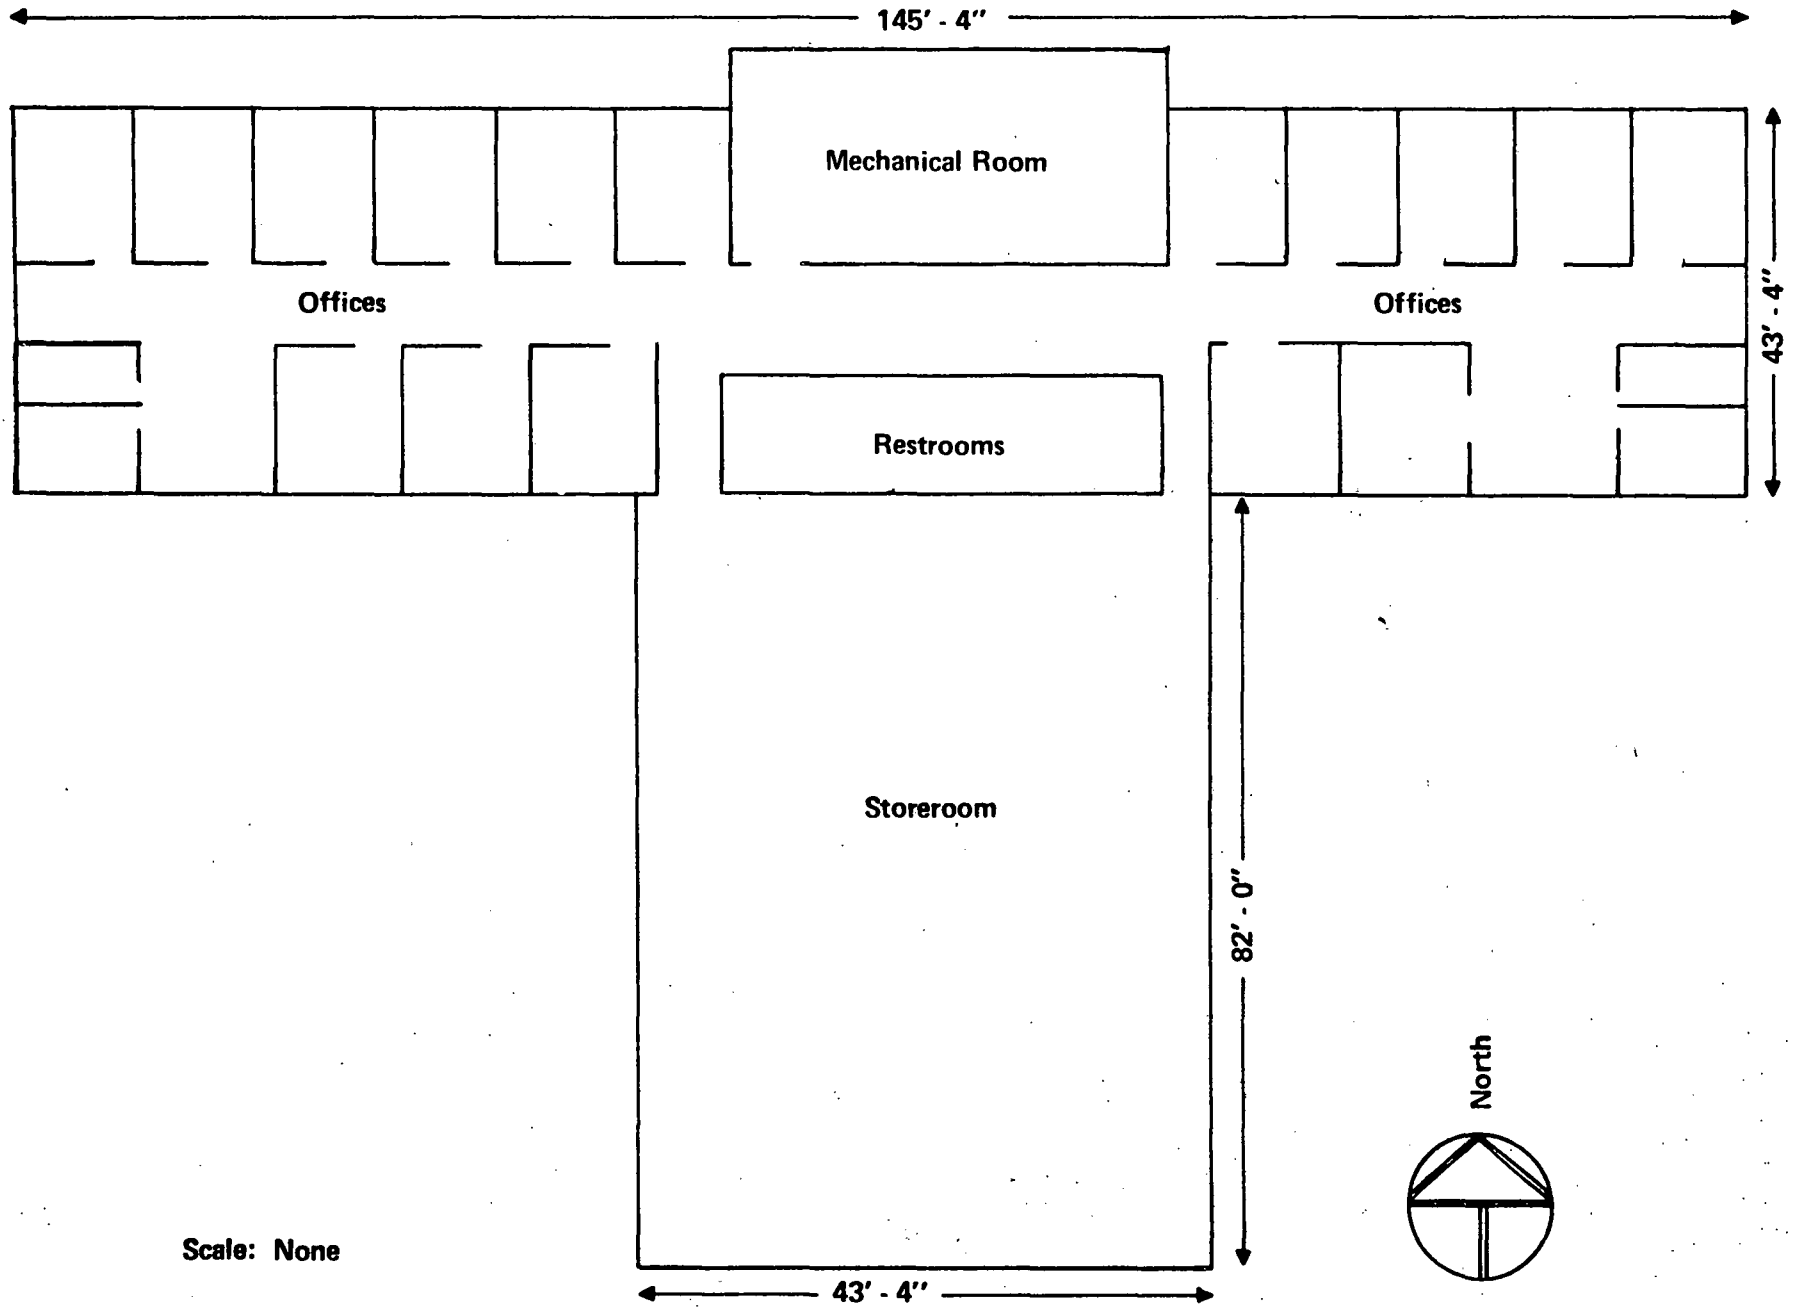 145' - 4"
Mechanical Room
Offices
Offices
43' - 4"
Restrooms
Storeroom
82' - 0"
North
Scale: None
43' - 4"